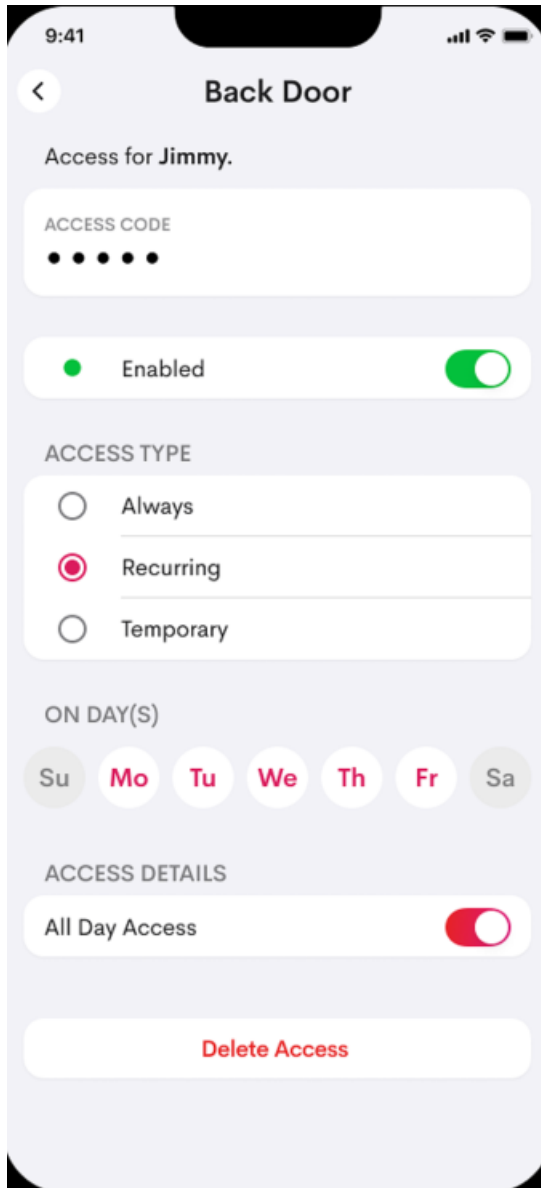 9:41
Back Door
Access for Jimmy.
ACCESS CODE
•••••
Enabled
ACCESS TYPE
Always
Recurring
Temporary
ON DAY(S)
Su Mo Tu We Th Fr Sa
ACCESS DETAILS
All Day Access
Delete Access